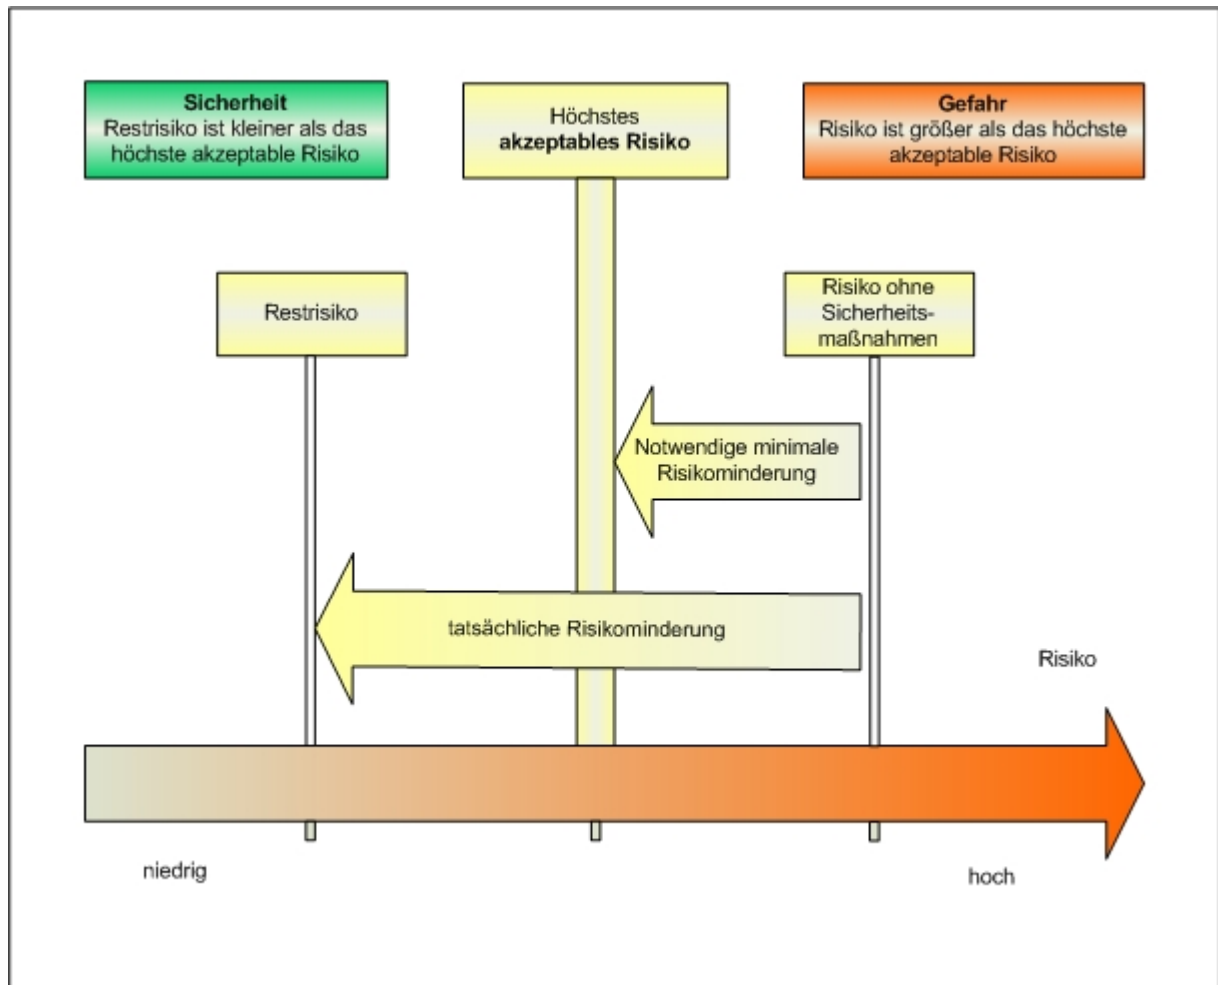 Sicherheit
Restrisiko ist kleiner als das
höchste akzeptable Risiko
Höchstes
akzeptables Risiko
Gefahr
Risiko ist größer als das höchste
akzeptable Risiko
Restrisiko
Risiko ohne
Sicherheits-
maßnahmen
Notwendige minimale
Risikominderung
tatsächliche Risikominderung
Risiko
niedrig
hoch